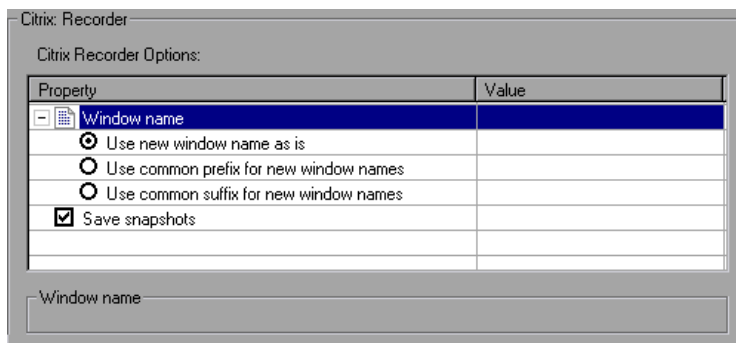 Citrix: Recorder
Citrix Recorder Options:
Property Value
Window name
Use new window name as is
Use common prefix for new window names
Use common suffix for new window names
Save snapshots
Window name